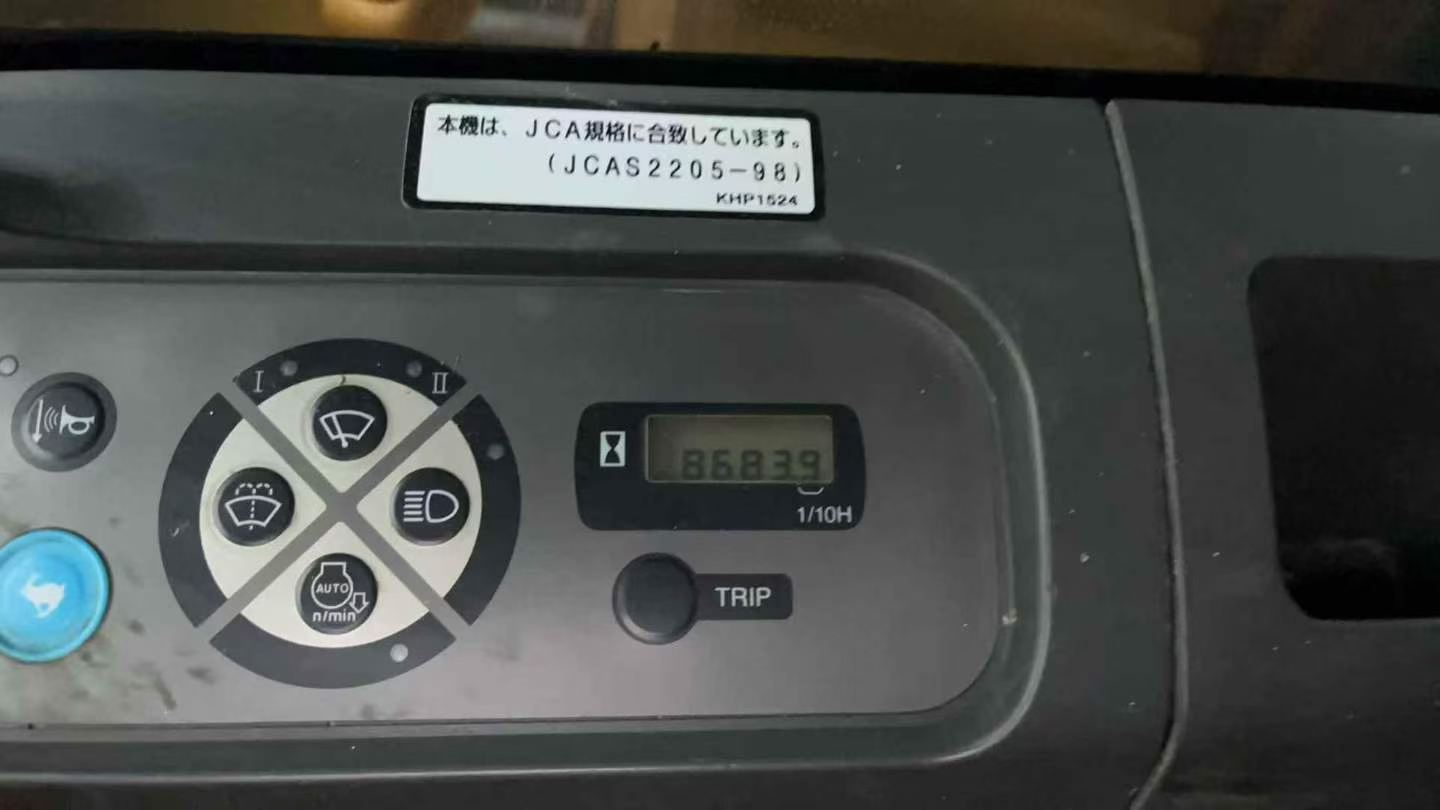 本機は、JCA規格に合致しています。
(JCAS2205-98)
KHP1524
I
II
86839
1/10H
AUTO
n/min
TRIP